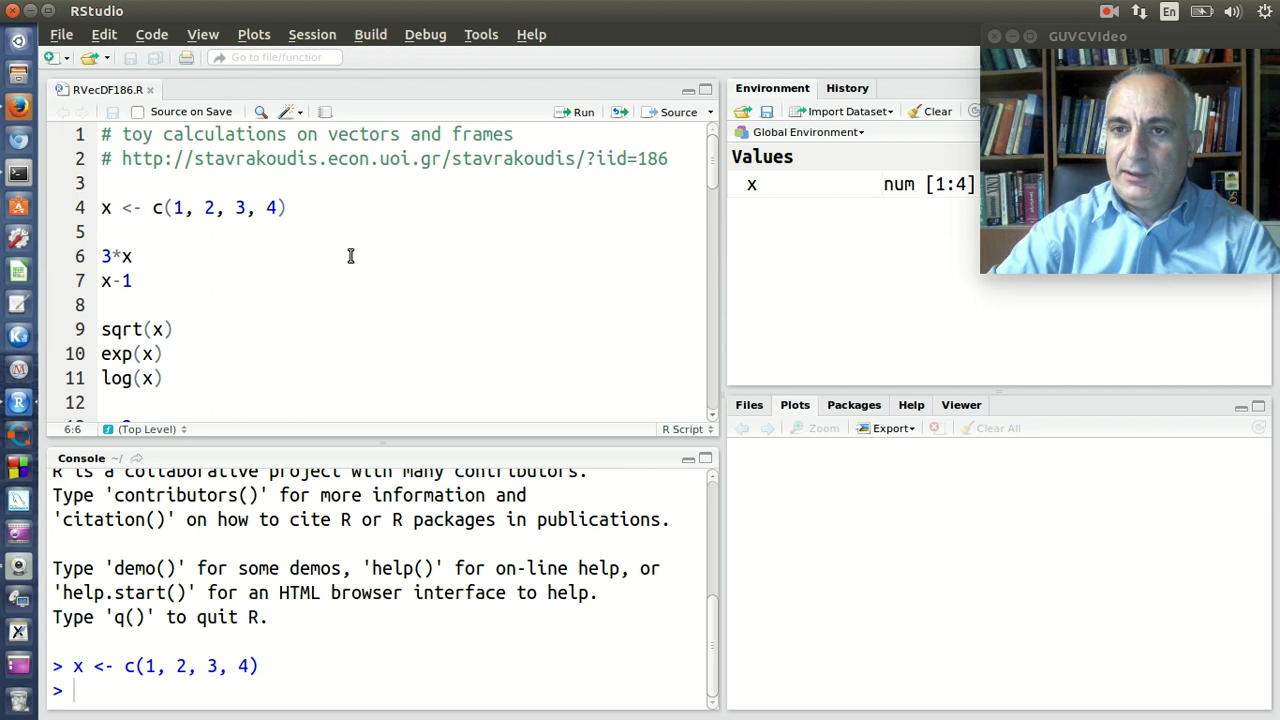 RStudio
En
File Edit Code View Plots Session Build Debug Tools Help
Go to file/function
GUVCVIdeo
RVecDF186.R
Source on Save
Run
Source
1 # toy calculations on vectors and frames
2 # http://stavrakoudis.econ.uoi.gr/stavrakoudis/?iid=186
3
4 x <- c(1, 2, 3, 4)
5
6 3*x
7 x-1
8
9 sqrt(x)
10 exp(x)
11 log(x)
12
6:6 (Top Level) R Script
Console ~/
R is a collaborative project with many contributors.
Type 'contributors()' for more information and
'citation()' on how to cite R or R packages in publications.
Type 'demo()' for some demos, 'help()' for on-line help, or
'help.start()' for an HTML browser interface to help.
Type 'q()' to quit R.
> x <- c(1, 2, 3, 4)
>
Environment History
Import Dataset Clear
Global Environment
Values
x num [1:4]
Files Plots Packages Help Viewer
Zoom Export Clear All